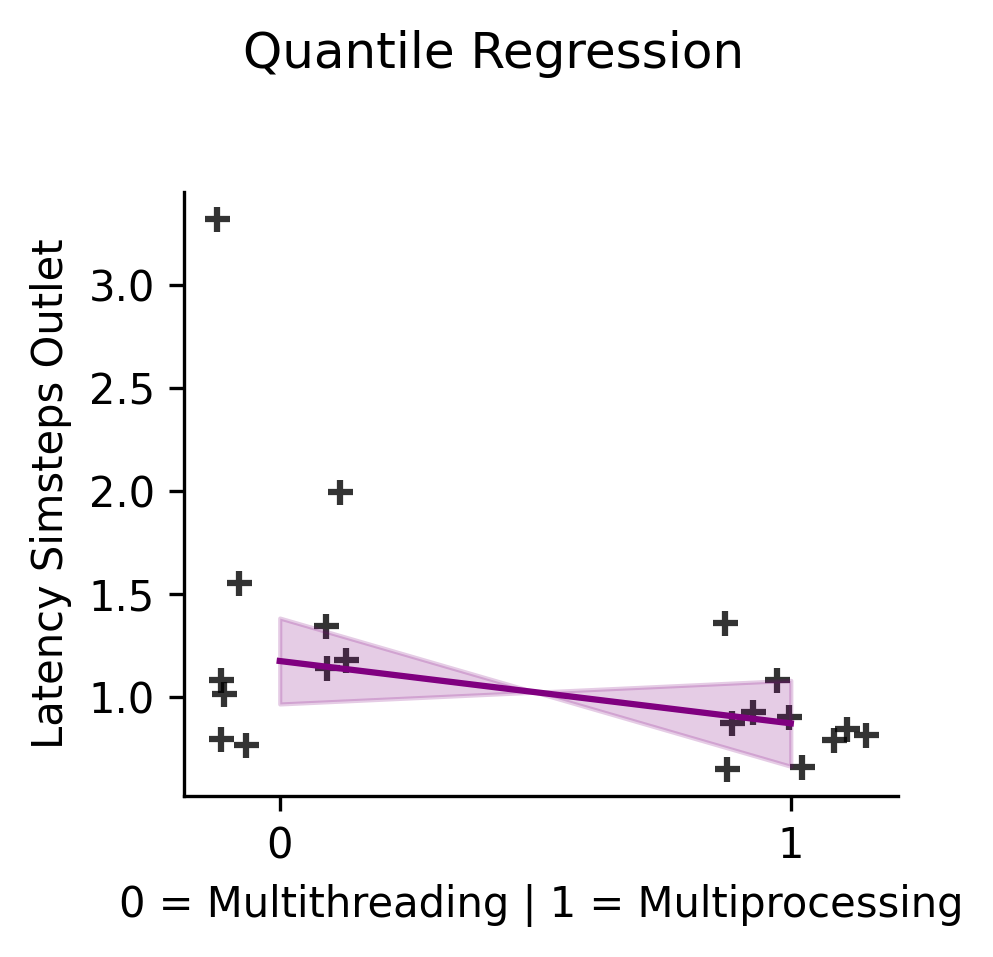 Quantile Regression
Latency Simsteps Outlet
3.0
2.5
2.0
1.5
1.0
0 1
0 = Multithreading | 1 = Multiprocessing